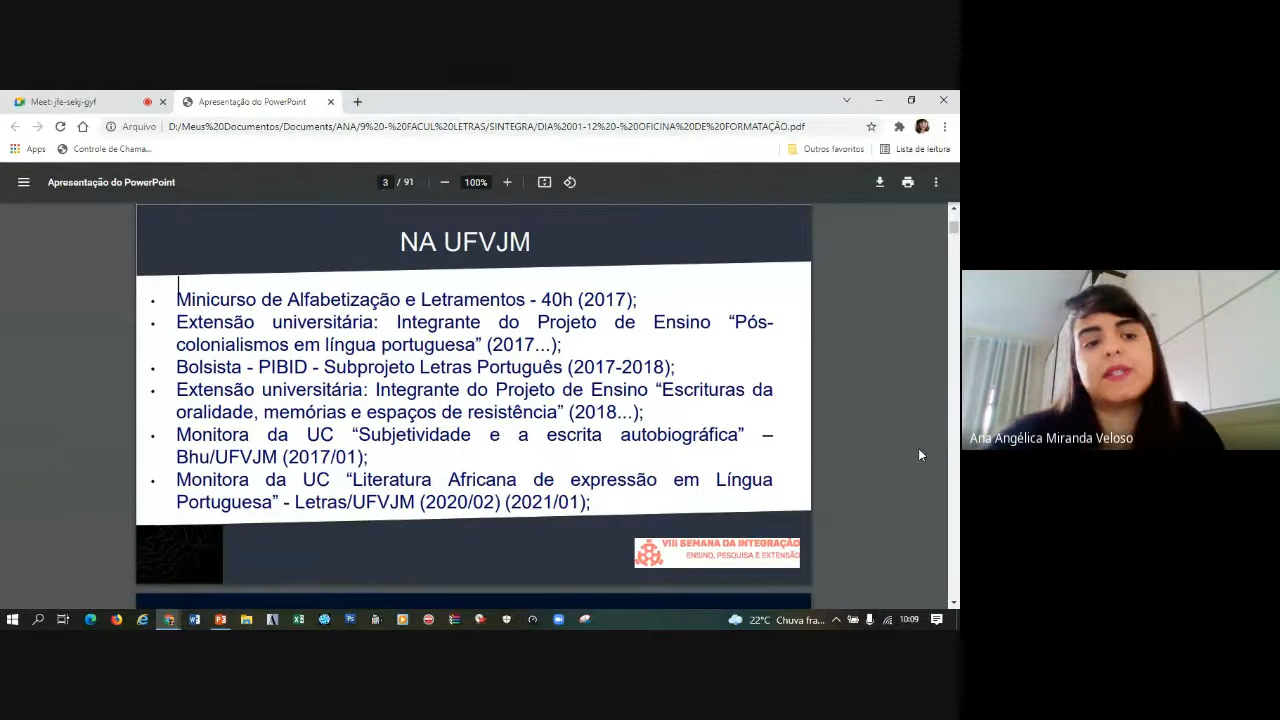 Meet: jfe-sekj-gyf
Apresentação do PowerPoint
Arquivo
D:/Meus%20Documentos/Documents/ANA/9%20-%20FACUL%20LETRAS/SINTEGRA/DIA%2001-12%20-%20OFICINA%20DE%20FORMATAÇÃO.pdf
Apps
Controle de Chama...
Outros favoritos
Lista de leitura
Apresentação do PowerPoint
3 / 91
100%
NA UFVJM
• Minicurso de Alfabetização e Letramentos - 40h (2017);
• Extensão universitária: Integrante do Projeto de Ensino “Pós-
colonialismos em língua portuguesa” (2017...);
• Bolsista - PIBID - Subprojeto Letras Português (2017-2018);
• Extensão universitária: Integrante do Projeto de Ensino “Escrituras da
oralidade, memórias e espaços de resistência” (2018...);
• Monitora da UC “Subjetividade e a escrita autobiográfica” –
Bhu/UFVJM (2017/01);
• Monitora da UC “Literatura Africana de expressão em Língua
Portuguesa” - Letras/UFVJM (2020/02) (2021/01);
VIII SEMANA DA INTEGRAÇÃO
ENSINO, PESQUISA E EXTENSÃO
Ana Angélica Miranda Veloso
22°C Chuva fra...
10:09